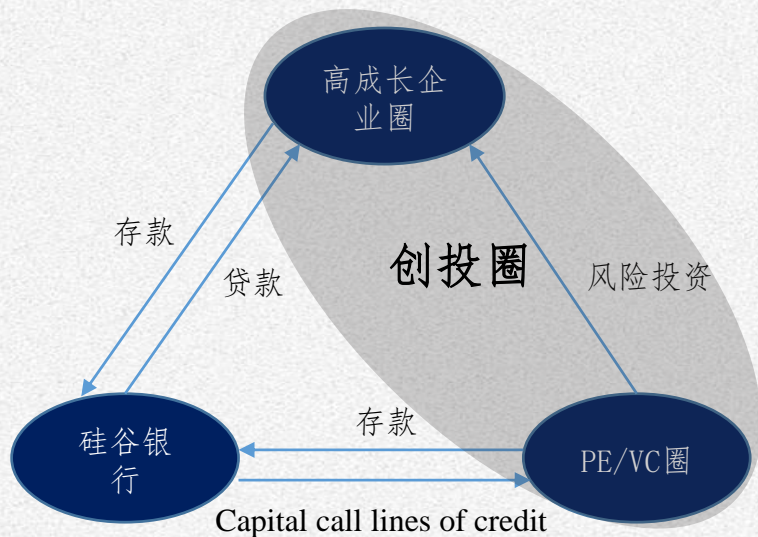 高成长企
业圈
存款
贷款
创投圈
风险投资
硅谷银
行
存款
PE/VC圈
Capital call lines of credit